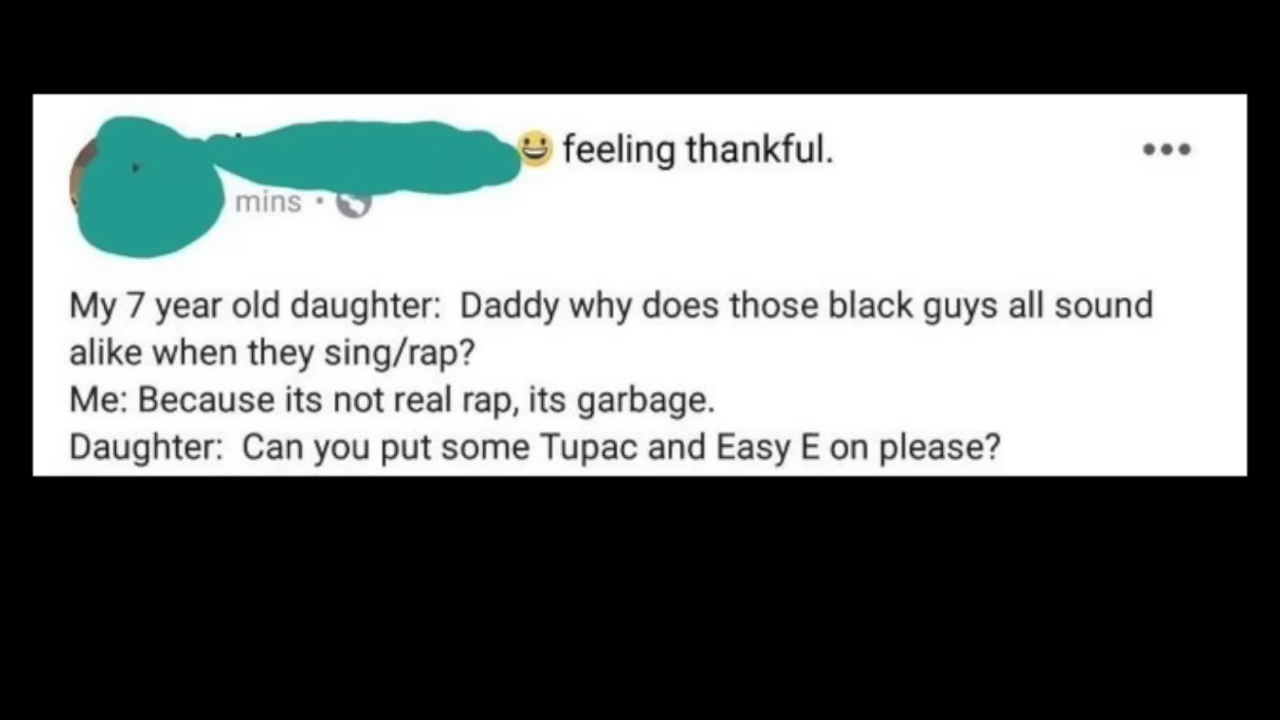 feeling thankful.
mins
My 7 year old daughter: Daddy why does those black guys all sound
alike when they sing/rap?
Me: Because its not real rap, its garbage.
Daughter: Can you put some Tupac and Easy E on please?